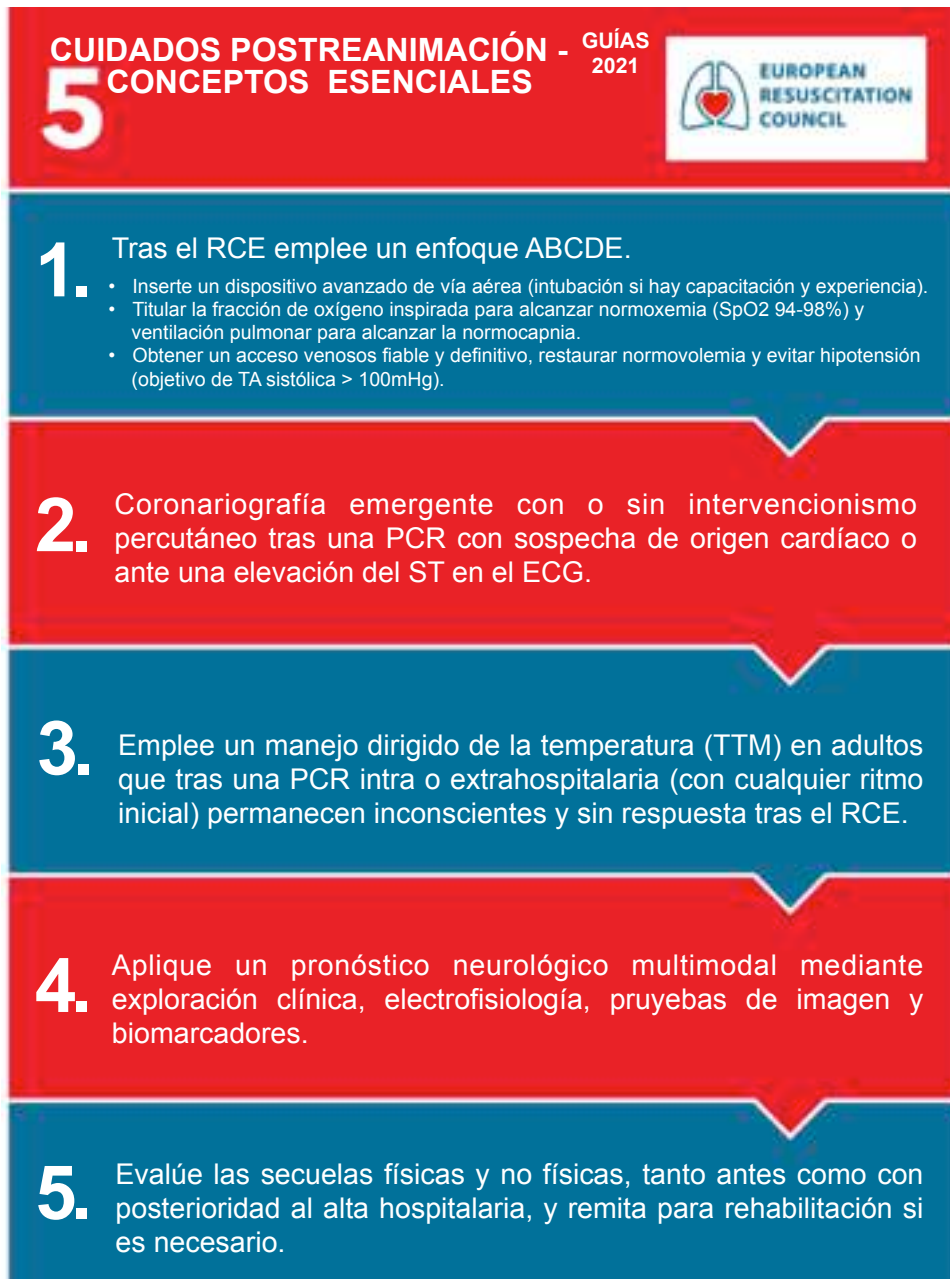 CUIDADOS POSTREANIMACIÓN - GUÍAS 2021
5 CONCEPTOS ESENCIALES
EUROPEAN
RESUSCITATION
COUNCIL
1. Tras el RCE emplee un enfoque ABCDE.
• Inserte un dispositivo avanzado de vía aérea (intubación si hay capacitación y experiencia).
• Titular la fracción de oxígeno inspirada para alcanzar normoxemia (SpO2 94-98%) y
ventilación pulmonar para alcanzar la normocapnia.
• Obtener un acceso venosos fiable y definitivo, restaurar normovolemia y evitar hipotensión
(objetivo de TA sistólica > 100mHg).
2. Coronariografía emergente con o sin intervencionismo
percutáneo tras una PCR con sospecha de origen cardíaco o
ante una elevación del ST en el ECG.
3. Emplee un manejo dirigido de la temperatura (TTM) en adultos
que tras una PCR intra o extrahospitalaria (con cualquier ritmo
inicial) permanecen inconscientes y sin respuesta tras el RCE.
4. Aplique un pronóstico neurológico multimodal mediante
exploración clínica, electrofisiología, pruyebas de imagen y
biomarcadores.
5. Evalúe las secuelas físicas y no físicas, tanto antes como con
posterioridad al alta hospitalaria, y remita para rehabilitación si
es necesario.